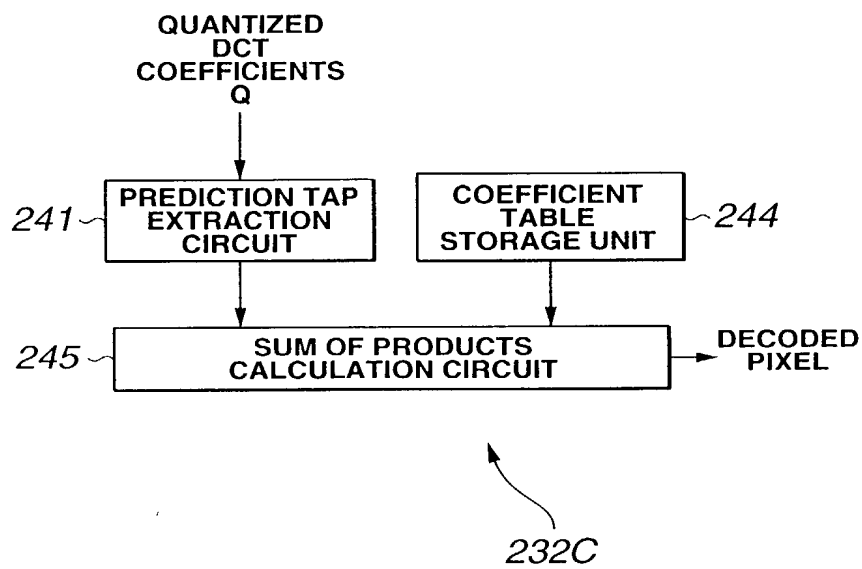 QUANTIZED
DCT
COEFFICIENTS
Q
241
PREDICTION TAP
EXTRACTION
CIRCUIT
COEFFICIENT
TABLE
STORAGE UNIT
244
245
SUM OF PRODUCTS
CALCULATION CIRCUIT
DECODED
PIXEL
232C